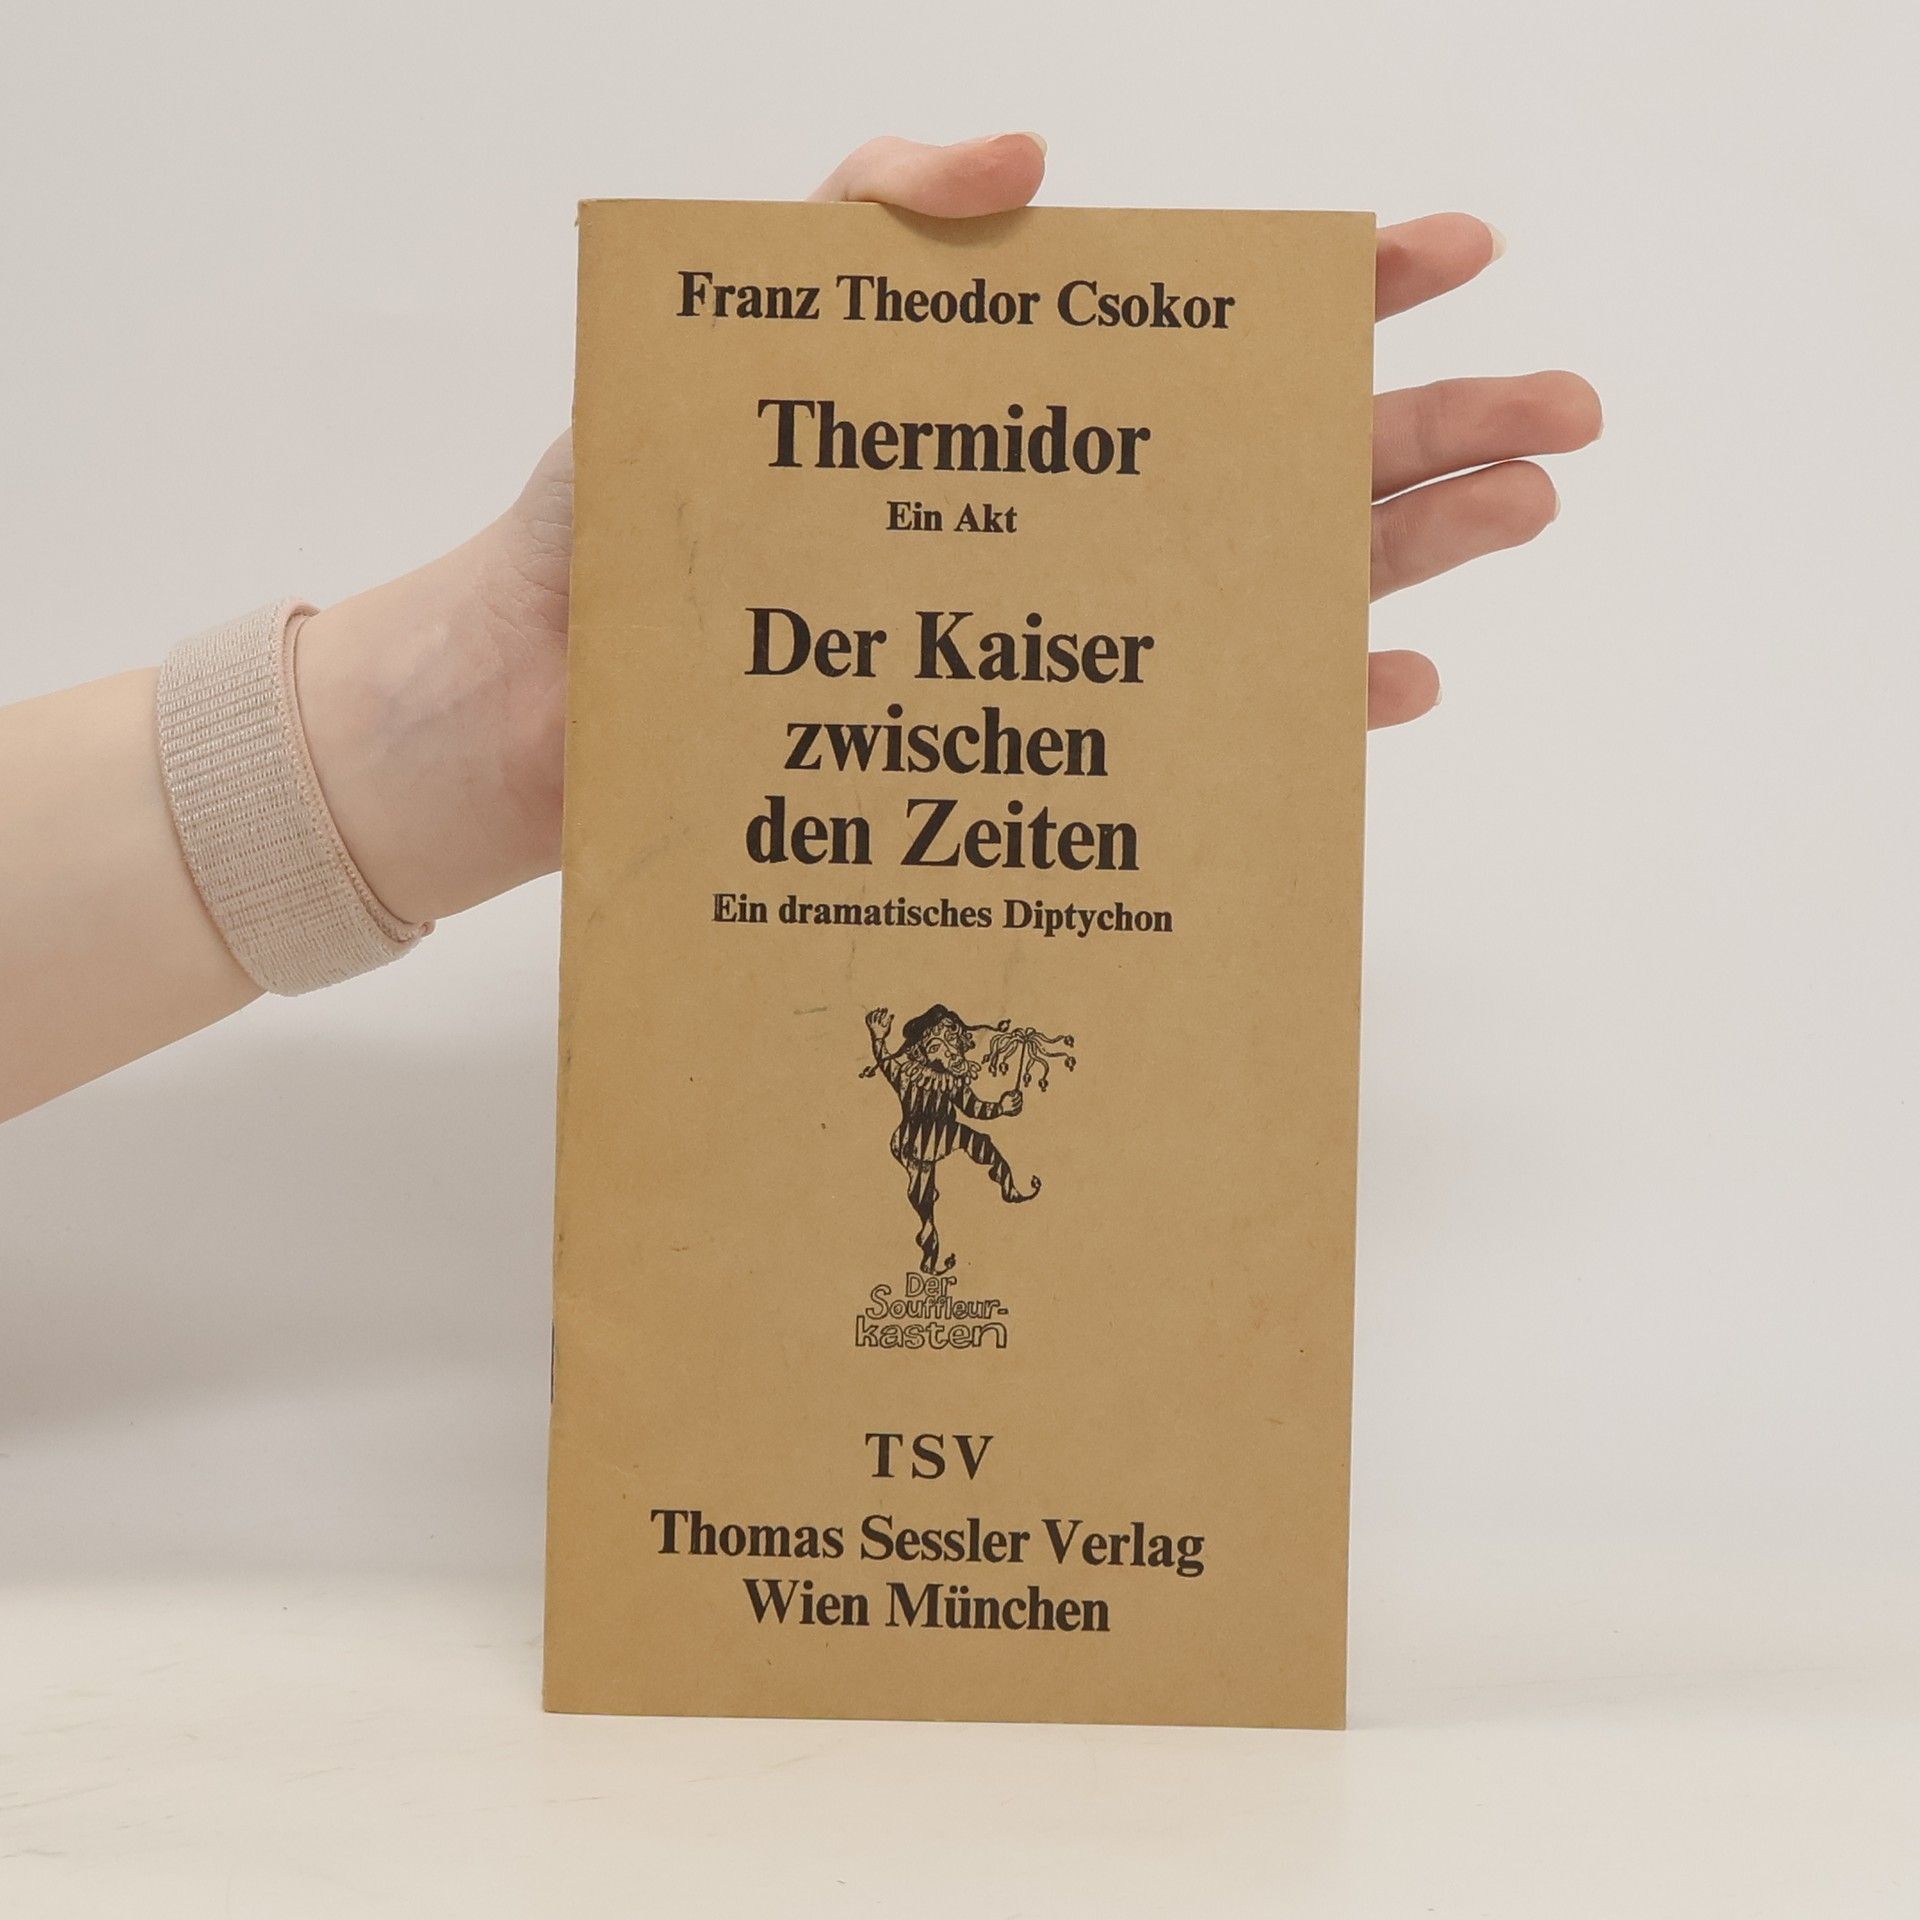 Franz Theodor Csokor
Thermidor
Ein Akt
Der Kaiser
zwischen
den Zeiten
Ein dramatisches Diptychon
Der
Souffleur-
kasten
TSV
Thomas Sessler Verlag
Wien München